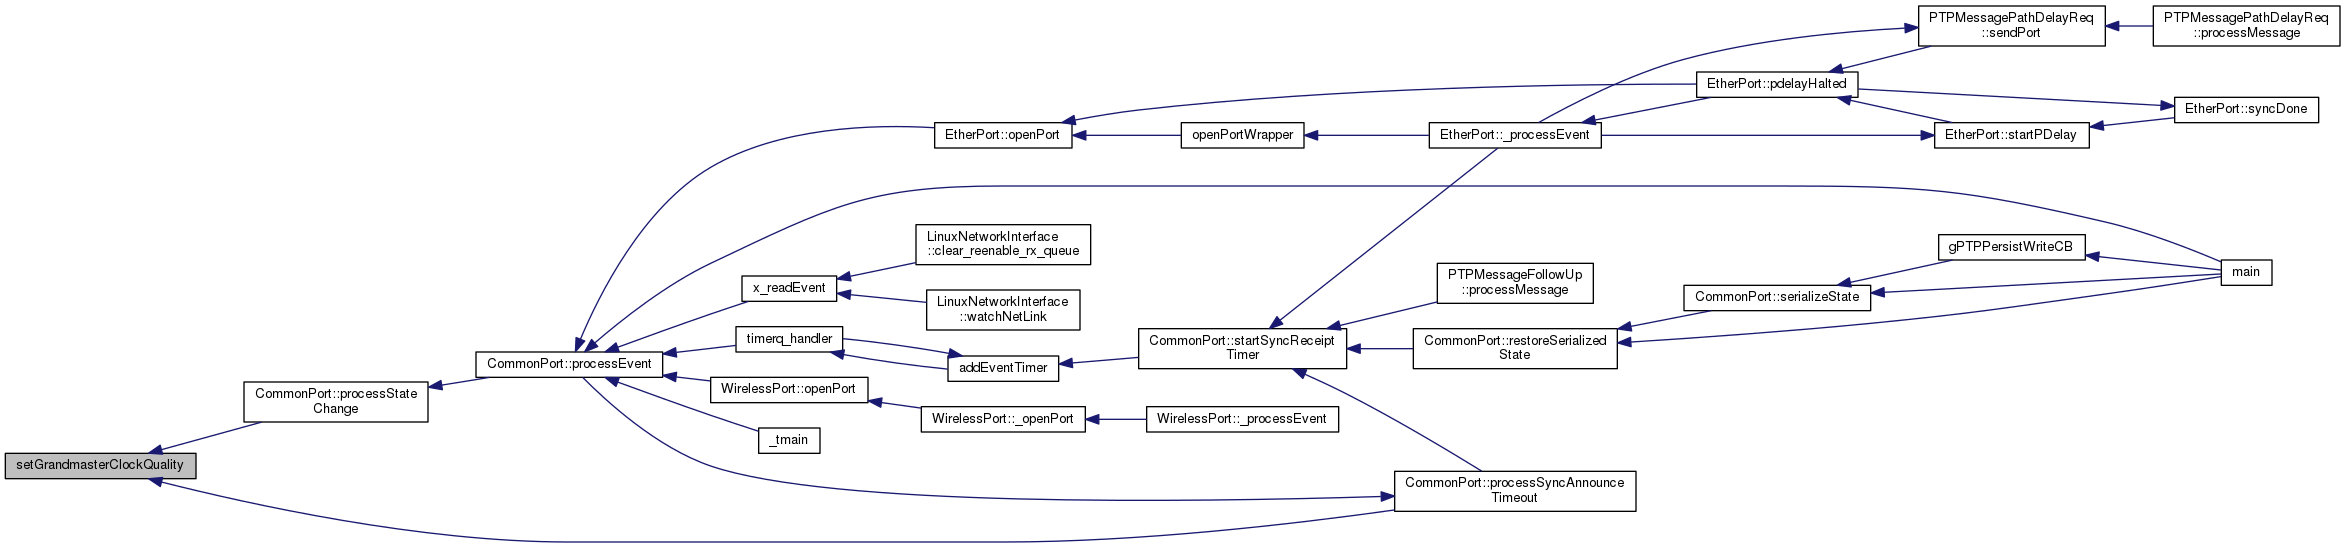 setGrandmasterClockQuality
CommonPort::processState
Change
CommonPort::processEvent
EtherPort::openPort
openPortWrapper
EtherPort::_processEvent
EtherPort::pdelayHalted
PTPMessagePathDelayReq
::sendPort
PTPMessagePathDelayReq
::processMessage
EtherPort::startPDelay
EtherPort::syncDone
x_readEvent
LinuxNetworkInterface
::clear_reenable_rx_queue
LinuxNetworkInterface
::watchNetLink
timerq_handler
addEventTimer
WirelessPort::openPort
WirelessPort::_openPort
WirelessPort::_processEvent
_tmain
CommonPort::startSyncReceipt
Timer
PTPMessageFollowUp
::processMessage
CommonPort::restoreSerialized
State
CommonPort::serializeState
gPTPPersistWriteCB
main
CommonPort::processSyncAnnounce
Timeout